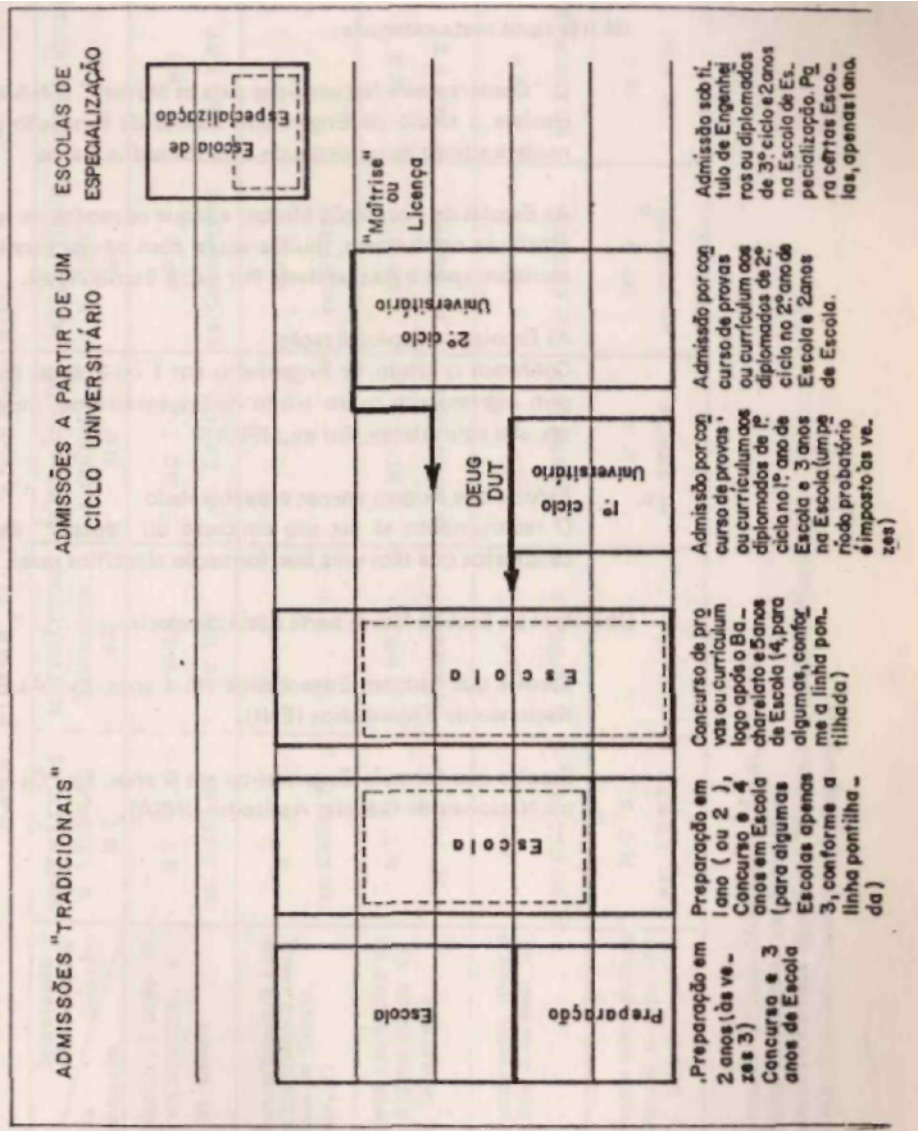 ADMISSÕES "TRADICIONAIS"
ADMISSÕES A PARTIR DE UM
CICLO UNIVERSITÁRIO
ESCOLAS DE
ESPECIALIZAÇÃO
Escola
Preparação
Escola
Escola
DEUG
DUT
1º ciclo
Universitário
2º ciclo
Universitário
"Maîtrise"
ou
Licença
Escola de
Especialização
.Preparação em
2 anos (às ve_
zes 3)
Concurso e 3
anos de Escola
Preparação em
1 ano ( ou 2 ),
Concurso e 4
anos em Escola
(para algumas
Escolas apenas
3, conforme a
linha pontilha _
da )
Concurso de pro
vas ou currículum
logo após o Ba_
charelato e 5 anos
de Escola (4, para
algumas, confor_
me a linha pon_
tilhada.)
Admissão por con
curso de provas
ou currículum aos
diplomados de 1º
ciclo no 1º ano de
Escola e 3 anos
na Escola (um pe
ríodo probatório
é imposto às ve_
zes)
Admissão por con
curso de provas
ou currículum aos
diplomados de 2º
ciclo no 2º ano de
Escola e 2 anos
de Escola.
Admissão sob tí_
tulo de Engenhei
ros ou diplomados
de 3º ciclo e 2 anos
na Escola de Es_
pecialização. Pa
ra certas Esco_
las, apenas 1 ano.